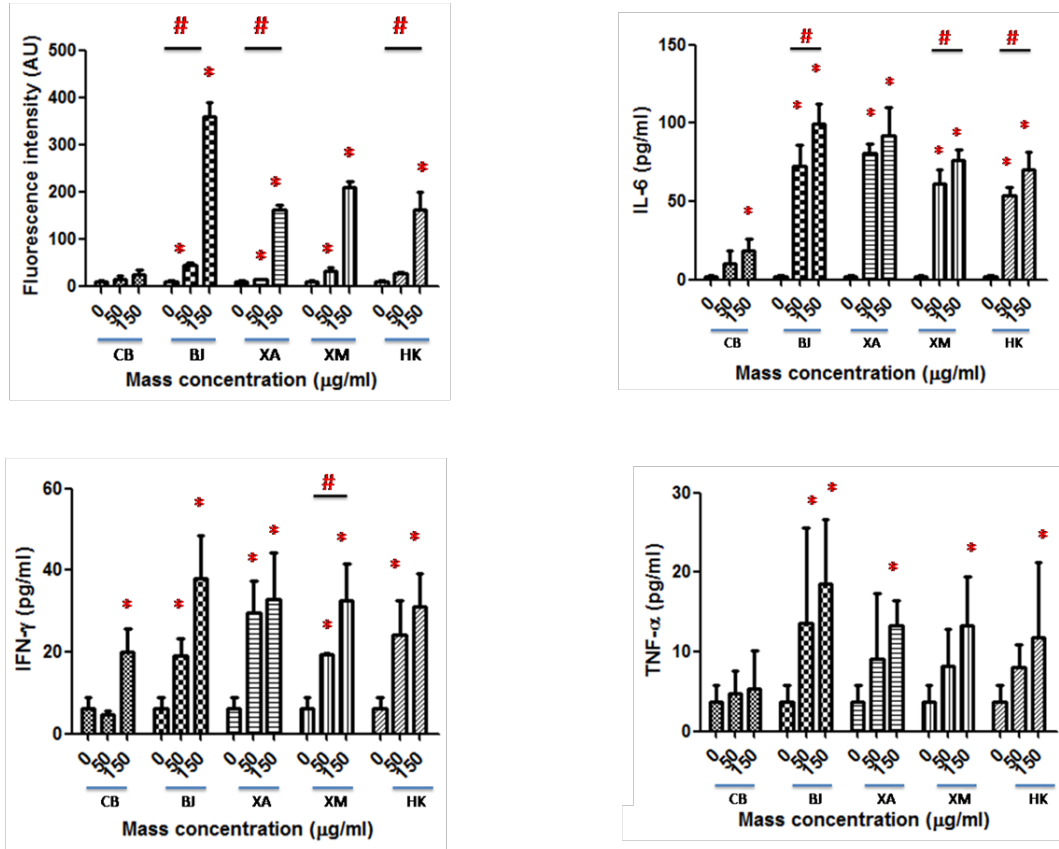 # # #
Fluorescence intensity (AU)
500
400
300
200
100
0
* * * * * * *
0 50 150 0 50 150 0 50 150 0 50 150 0 50 150
CB BJ XA XM HK
Mass concentration (µg/ml)
# # #
IL-6 (pg/ml)
150
100
50
0
* * * * * * * * *
0 50 150 0 50 150 0 50 150 0 50 150 0 50 150
CB BJ XA XM HK
Mass concentration (µg/ml)
#
IFN-γ (pg/ml)
60
40
20
0
* * * * * * * * *
0 50 150 0 50 150 0 50 150 0 50 150 0 50 150
CB BJ XA XM HK
Mass concentration (µg/ml)
TNF-α (pg/ml)
30
20
10
0
* * * * *
0 50 150 0 50 150 0 50 150 0 50 150 0 50 150
CB BJ XA XM HK
Mass concentration (µg/ml)